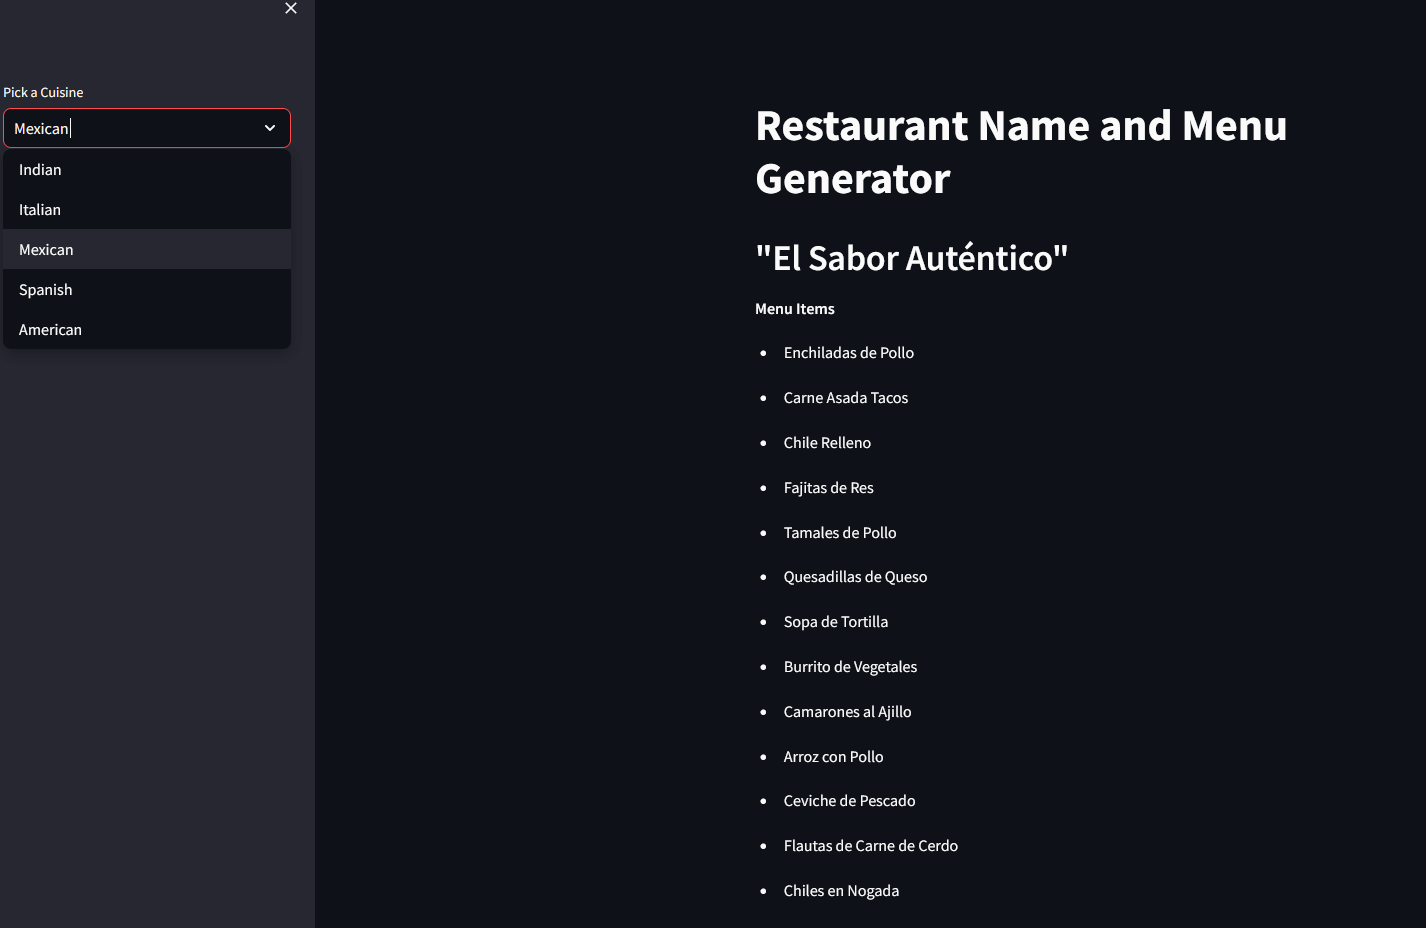 Pick a Cuisine
Mexican
Indian
Italian
Mexican
Spanish
American
Restaurant Name and Menu
Generator
"El Sabor Auténtico"
Menu Items
Enchiladas de Pollo
Carne Asada Tacos
Chile Relleno
Fajitas de Res
Tamales de Pollo
Quesadillas de Queso
Sopa de Tortilla
Burrito de Vegetales
Camarones al Ajillo
Arroz con Pollo
Ceviche de Pescado
Flautas de Carne de Cerdo
Chiles en Nogada